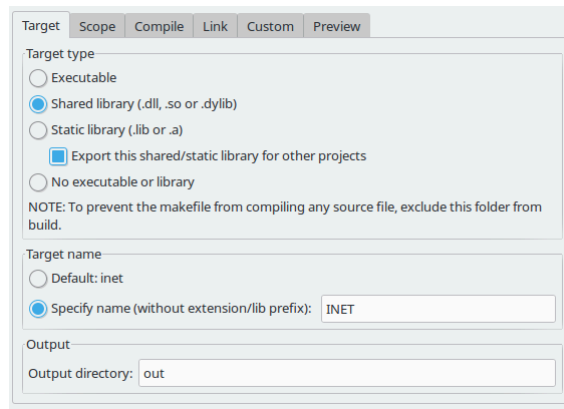 Target Scope Compile Link Custom Preview
Target type
Executable
Shared library (.dll, .so or .dylib)
Static library (.lib or .a)
Export this shared/static library for other projects
No executable or library
NOTE: To prevent the makefile from compiling any source file, exclude this folder from
build.
Target name
Default: inet
Specify name (without extension/lib prefix): INET
Output
Output directory: out